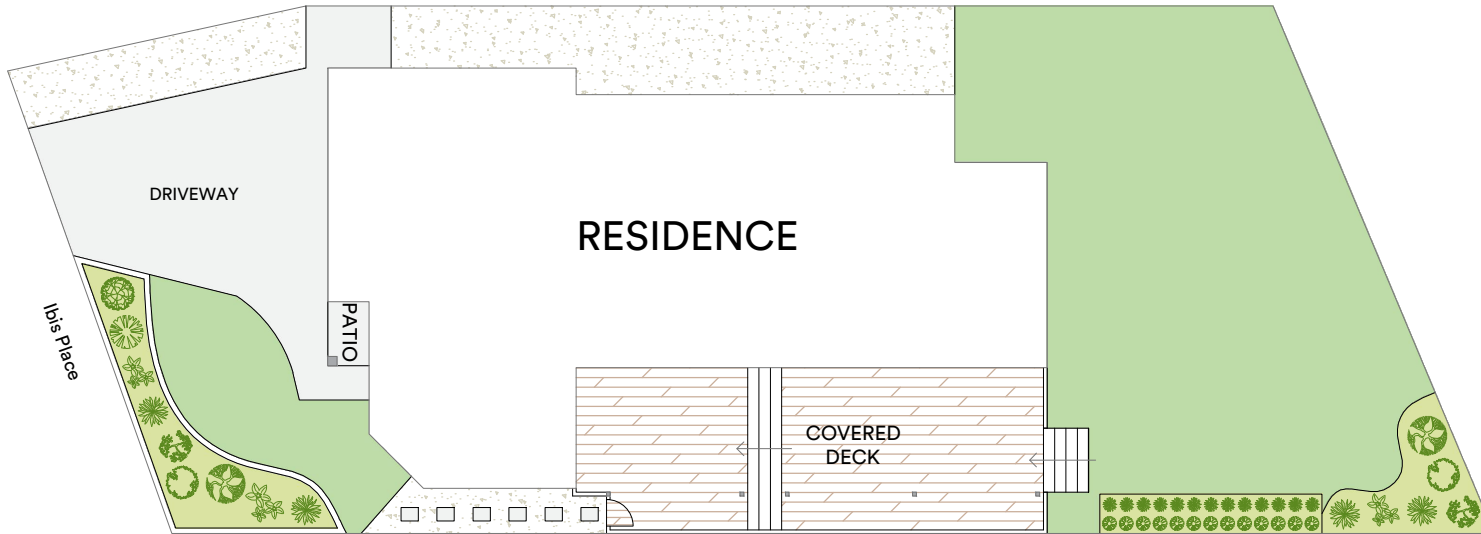 DRIVEWAY
RESIDENCE
PATIO
Ibis Place
COVERED
DECK